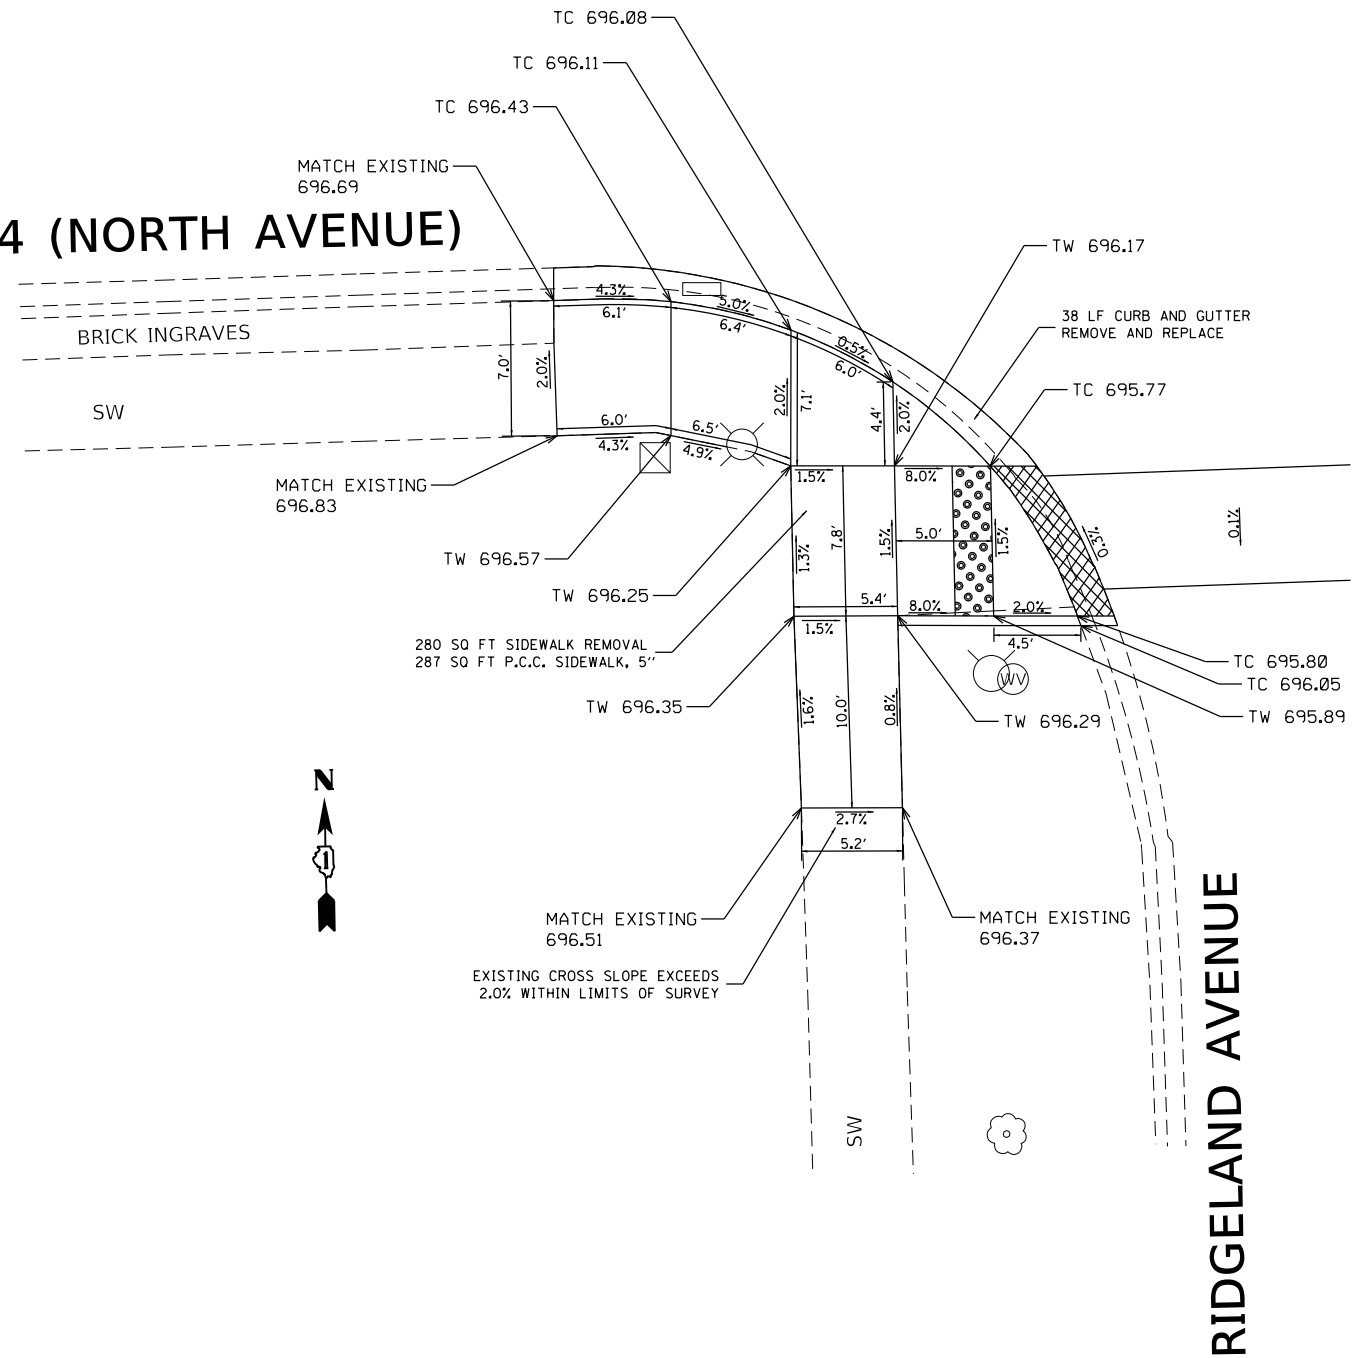 TC 696.08
TC 696.11
TC 696.43
MATCH EXISTING
696.69
4 (NORTH AVENUE)
TW 696.17
4.3%
6.1'
5.0%
6.4'
0.5%
6.0'
38 LF CURB AND GUTTER
REMOVE AND REPLACE
BRICK INGRAVES
7.0'
2.0%
2.0%
7.1'
4.4'
2.0%
TC 695.77
SW
6.0'
4.3%
6.5'
4.9%
MATCH EXISTING
696.83
1.5%
8.0%
TW 696.57
1.3%
7.8'
1.5%
5.0'
1.5%
0.3%
0.1%
TW 696.25
5.4'
8.0%
2.0%
280 SQ FT SIDEWALK REMOVAL
287 SQ FT P.C.C. SIDEWALK, 5"
1.5%
4.5'
WV
TC 695.80
TC 696.05
TW 695.89
TW 696.35
1.6%
10.0'
0.8%
TW 696.29
N
1
2.7%
5.2'
MATCH EXISTING
696.51
MATCH EXISTING
696.37
EXISTING CROSS SLOPE EXCEEDS
2.0% WITHIN LIMITS OF SURVEY
SW
RIDGELAND AVENUE